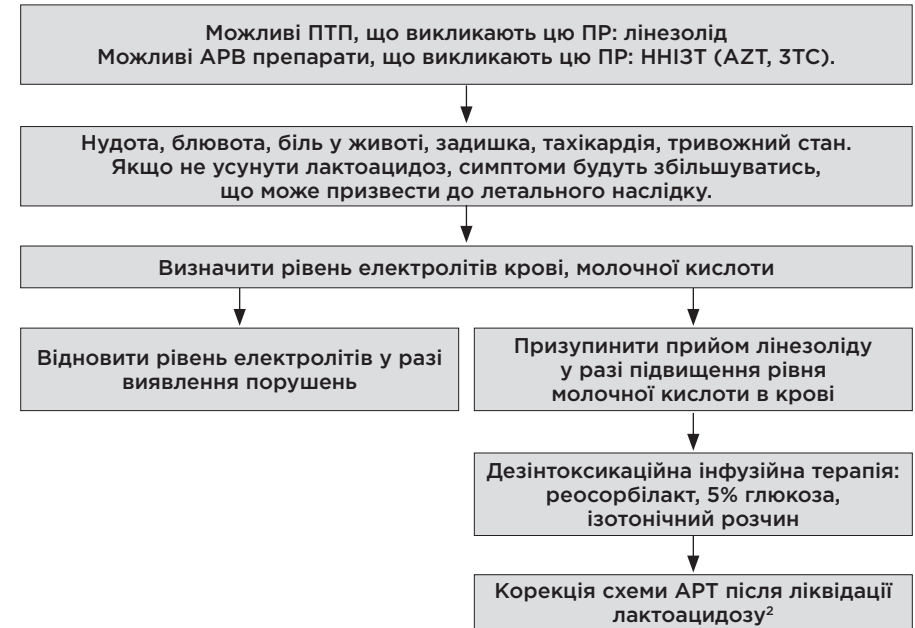 Можливі ПТП, що викликають цю ПР: лінезолід
Можливі АРВ препарати, що викликають цю ПР: ННІЗТ (AZT, 3TC).
Нудота, блювота, біль у животі, задишка, тахікардія, тривожний стан.
Якщо не усунути лактоацидоз, симптоми будуть збільшуватись,
що може призвести до летального наслідку.
Визначити рівень електролітів крові, молочної кислоти
Відновити рівень електролітів у разі
виявлення порушень
Призупинити прийом лінезоліду
у разі підвищення рівня
молочної кислоти в крові
Дезінтоксикаційна інфузійна терапія:
реосорбілакт, 5% глюкоза,
ізотонічний розчин
Корекція схеми АРТ після ліквідації
лактоацидозу²